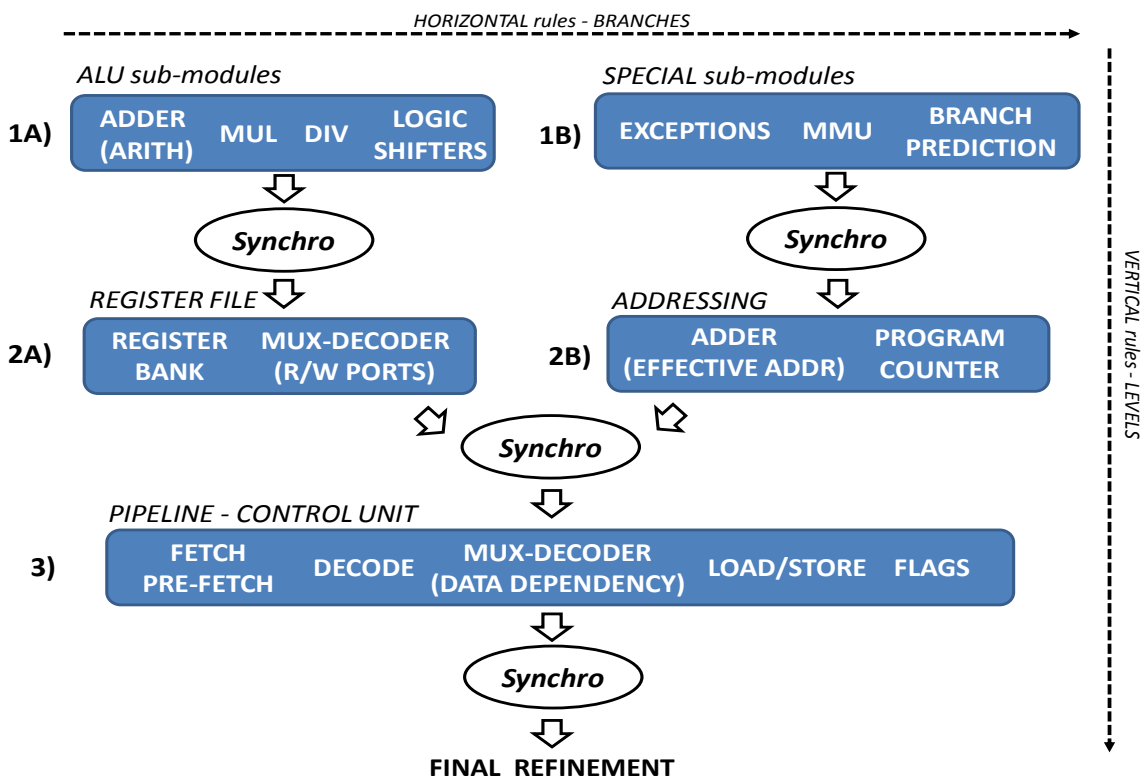 HORIZONTAL rules - BRANCHES
ALU sub-modules
SPECIAL sub-modules
1A)
ADDER
(ARITH)
MUL
DIV
LOGIC
SHIFTERS
1B)
EXCEPTIONS
MMU
BRANCH
PREDICTION
Synchro
Synchro
REGISTER FILE
ADDRESSING
2A)
REGISTER
BANK
MUX-DECODER
(R/W PORTS)
2B)
ADDER
(EFFECTIVE ADDR)
PROGRAM
COUNTER
VERTICAL rules - LEVELS
Synchro
PIPELINE - CONTROL UNIT
3)
FETCH
PRE-FETCH
DECODE
MUX-DECODER
(DATA DEPENDENCY)
LOAD/STORE
FLAGS
Synchro
FINAL REFINEMENT